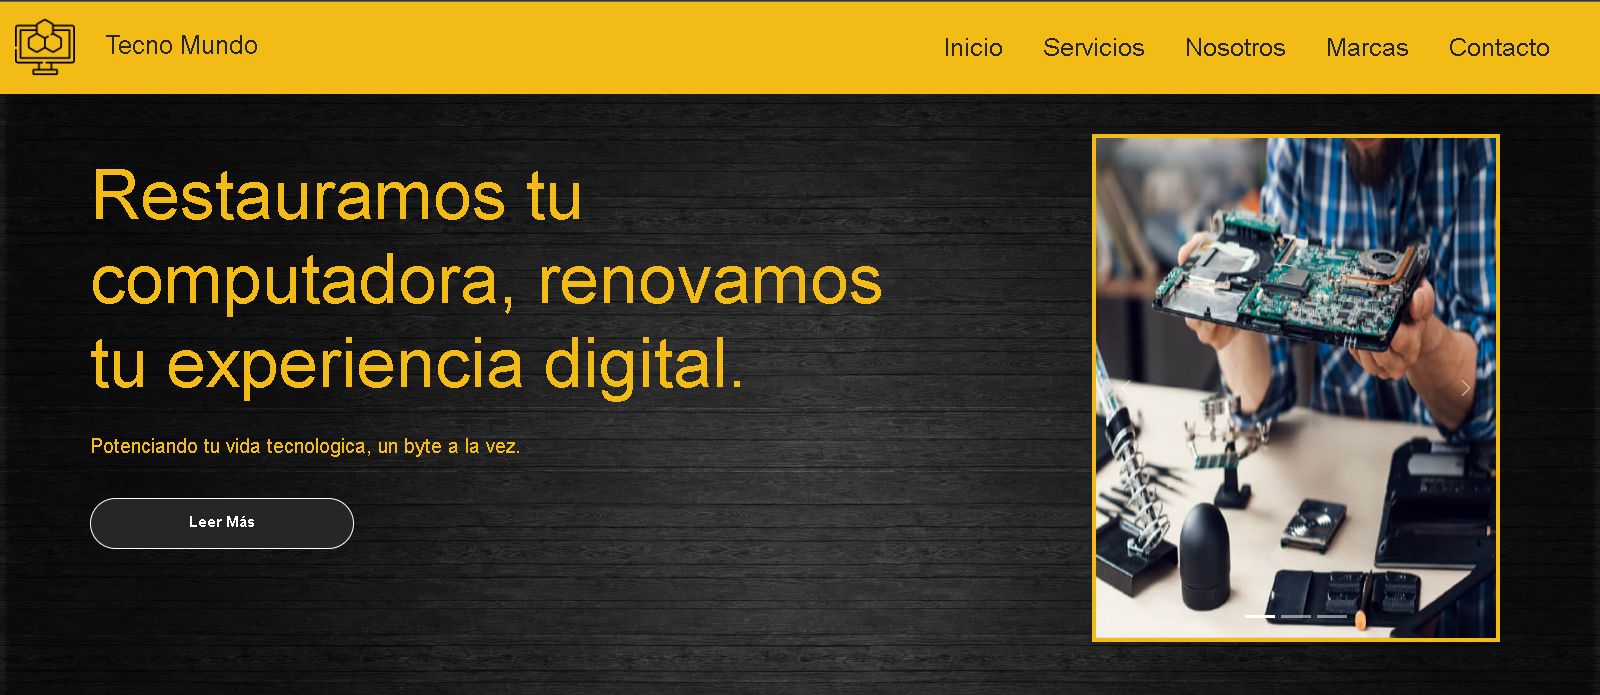 Tecno Mundo
Inicio Servicios Nosotros Marcas Contacto
Restauramos tu
computadora, renovamos
tu experiencia digital.
Potenciando tu vida tecnologica, un byte a la vez.
Leer Más